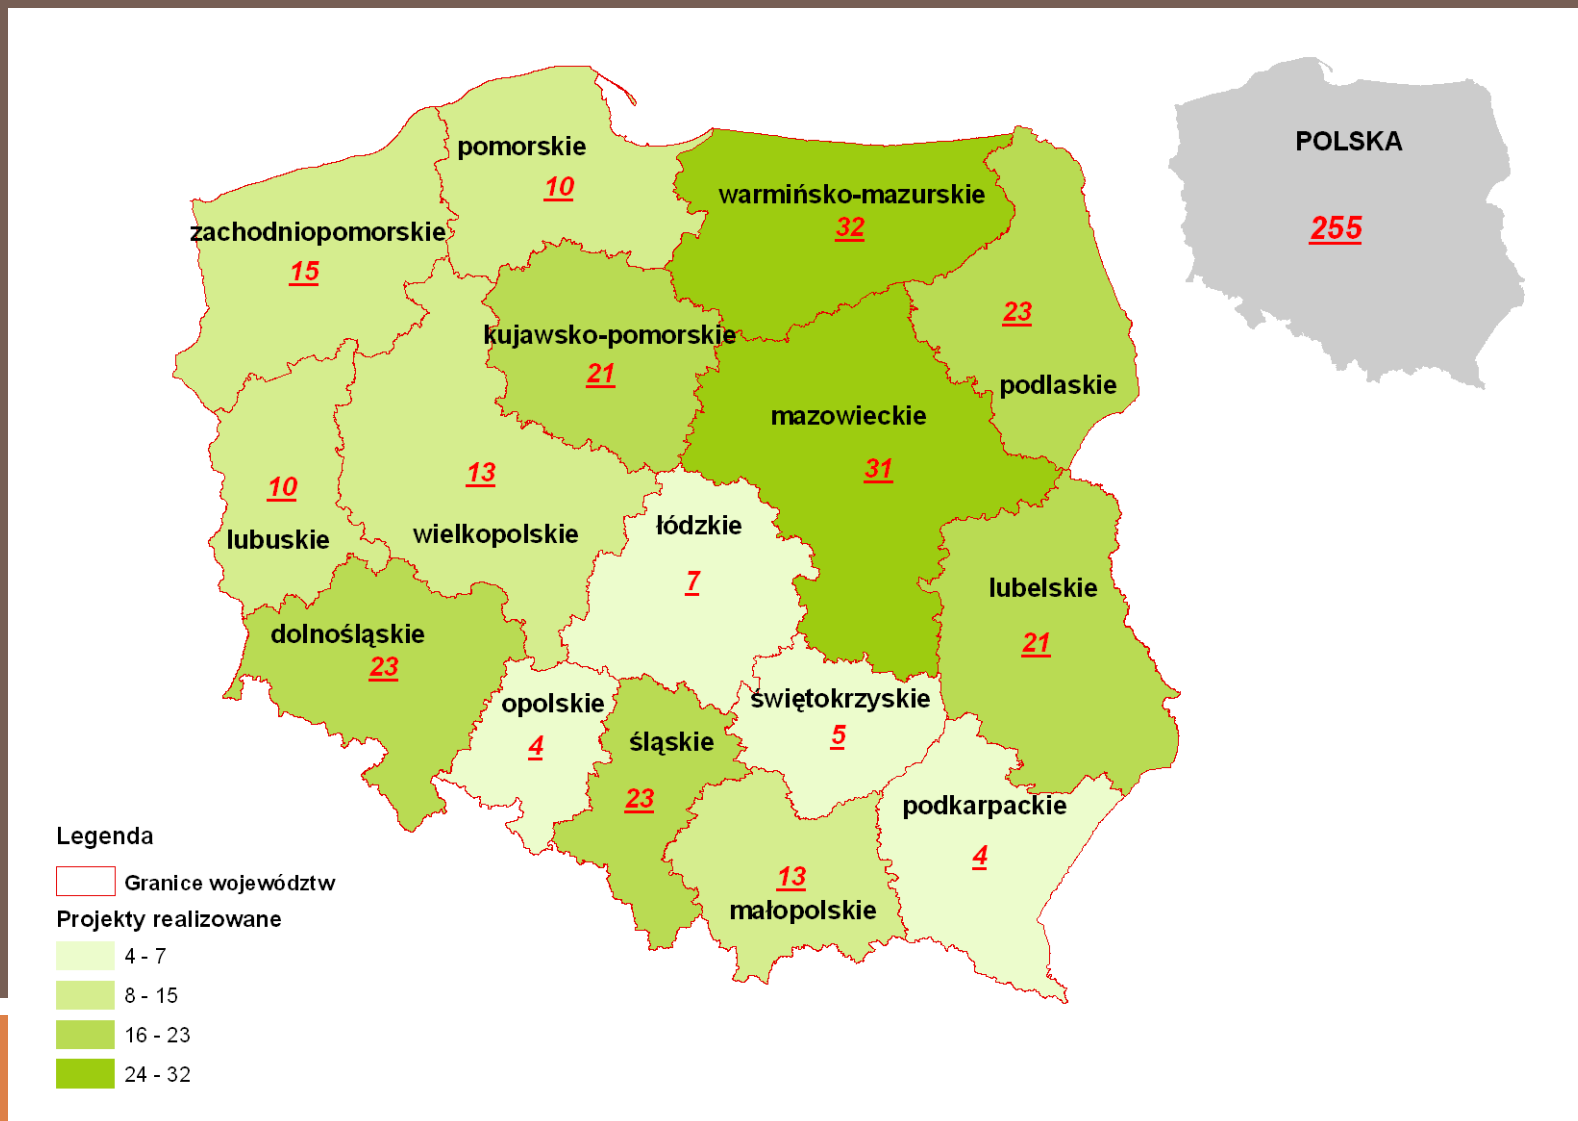 pomorskie
10
POLSKA
255
warmińsko-mazurskie
32
zachodniopomorskie
15
kujawsko-pomorskie
21
23
podlaskie
mazowieckie
31
13
wielkopolskie
10
lubuskie
łódzkie
7
lubelskie
21
dolnośląskie
23
opolskie
4
śląskie
23
świętokrzyskie
5
podkarpackie
4
13
małopolskie
Legenda
Granice województw
Projekty realizowane
4 - 7
8 - 15
16 - 23
24 - 32